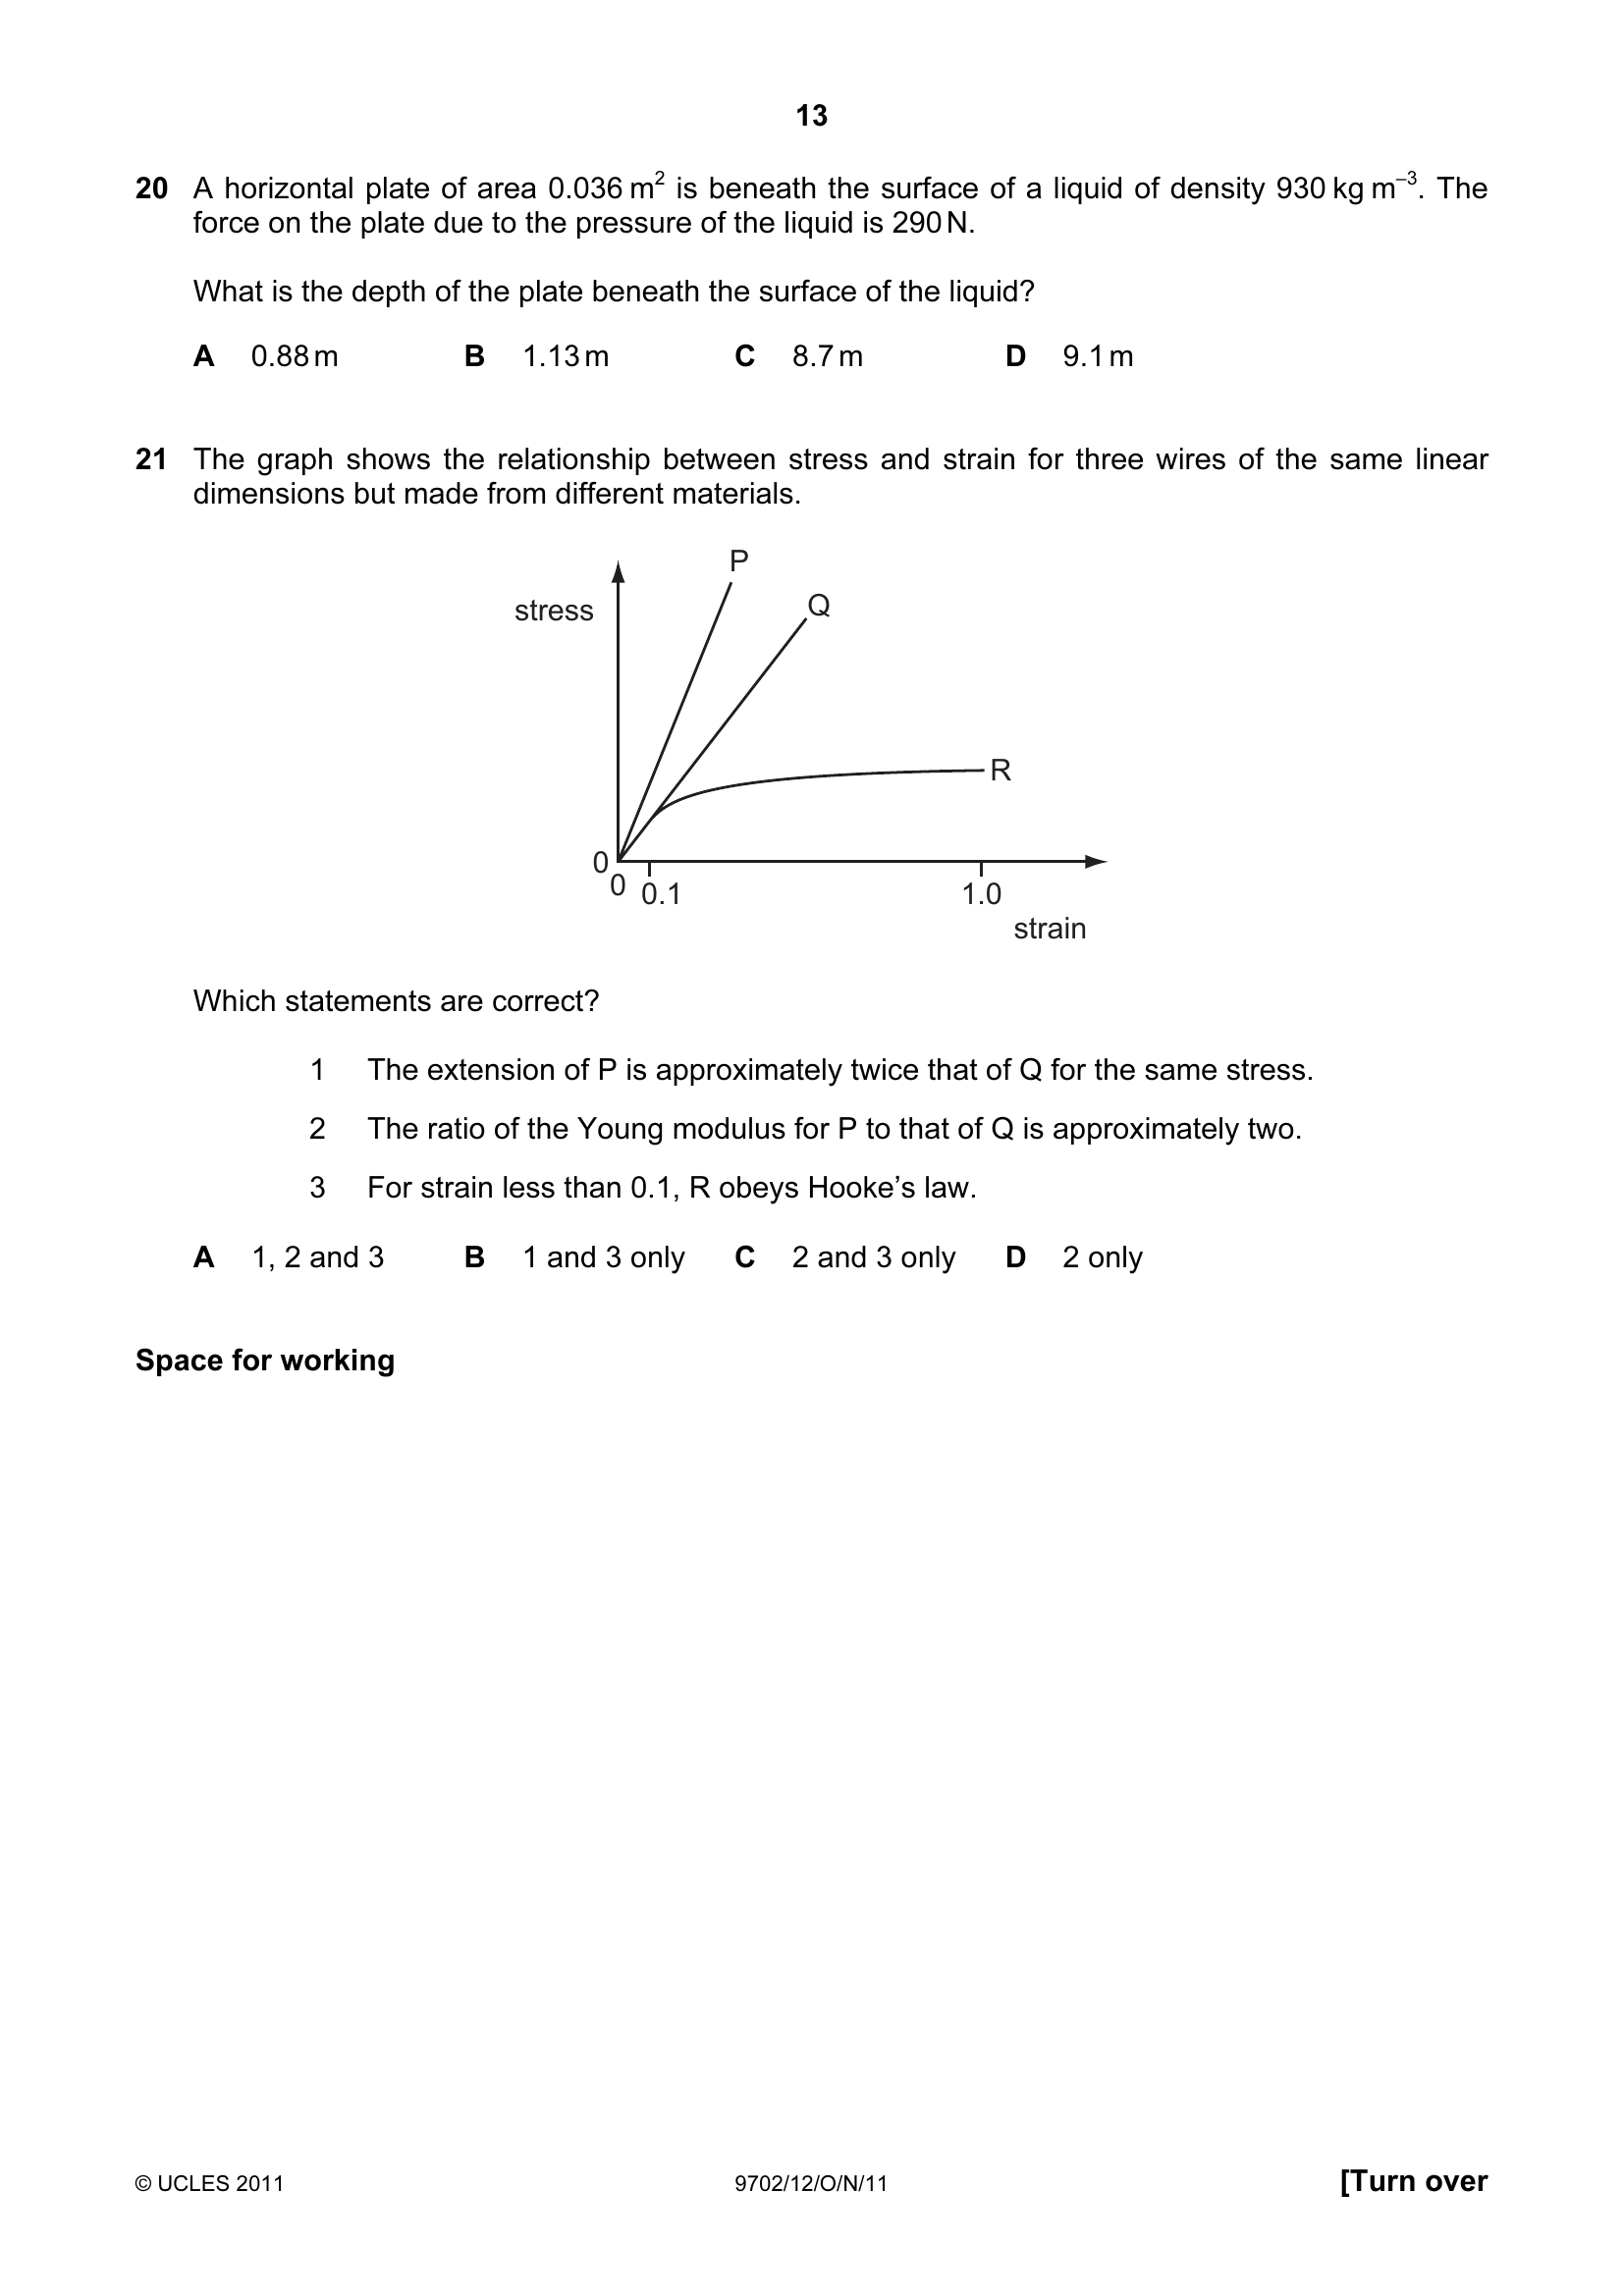 13
20 A horizontal plate of area 0.036 m² is beneath the surface of a liquid of density 930 kg m⁻³. The
force on the plate due to the pressure of the liquid is 290 N.
What is the depth of the plate beneath the surface of the liquid?
A 0.88 m B 1.13 m C 8.7 m D 9.1 m
21 The graph shows the relationship between stress and strain for three wires of the same linear
dimensions but made from different materials.
P
Q
stress
R
0
0 0.1 1.0
strain
Which statements are correct?
1 The extension of P is approximately twice that of Q for the same stress.
2 The ratio of the Young modulus for P to that of Q is approximately two.
3 For strain less than 0.1, R obeys Hooke’s law.
A 1, 2 and 3 B 1 and 3 only C 2 and 3 only D 2 only
Space for working
© UCLES 2011 9702/12/O/N/11 [Turn over